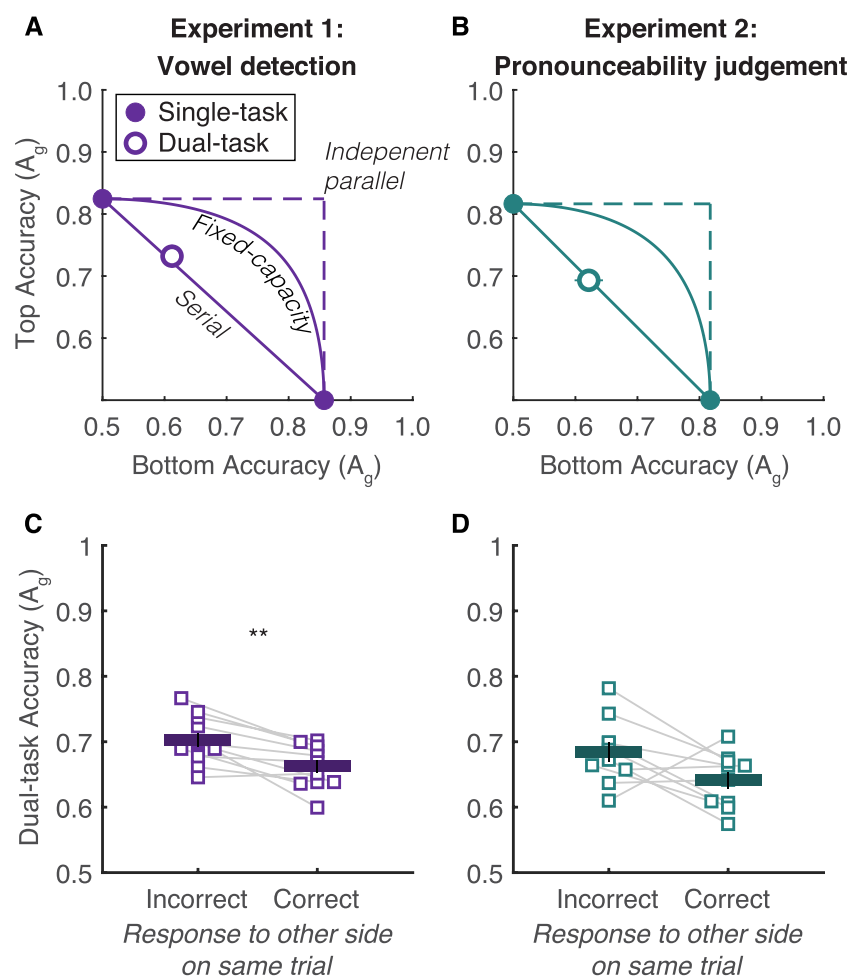 A
Experiment 1:
Vowel detection
1.0
0.9
0.8
0.7
0.6
Top Accuracy (Ag)
Single-task
Dual-task
Indepenent
parallel
Fixed-capacity
Serial
0.5 0.6 0.7 0.8 0.9 1.0
Bottom Accuracy (Ag)
B
Experiment 2:
Pronounceability judgement
1.0
0.9
0.8
0.7
0.6
0.5 0.6 0.7 0.8 0.9 1.0
Bottom Accuracy (Ag)
C
1
0.9
0.8
0.7
0.6
0.5
Dual-task Accuracy (Ag)
**
Incorrect Correct
Response to other side
on same trial
D
1
0.9
0.8
0.7
0.6
0.5
Incorrect Correct
Response to other side
on same trial